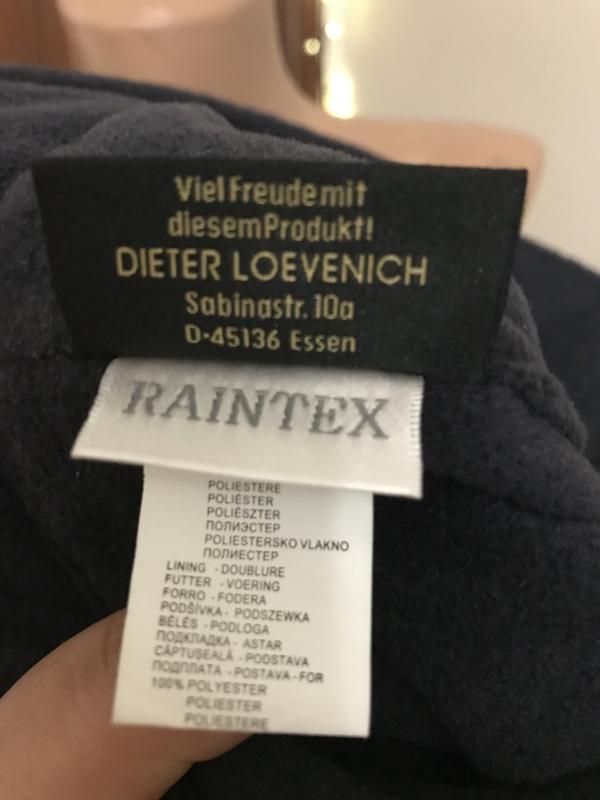 Viel Freude mit
diesem Produkt!
DIETER LOEVENICH
Sabinastr. 10a
D-45136 Essen
RAINTEX
POLIESTERE
POLIÉSTER
POLIÉSZTER
ПОЛИЭСТЕР
POLIESTERSKO VLAKNO
ПОЛИЕСТЕР
LINING - DOUBLURE
FUTTER - VOERING
FORRO - FODERA
PODŠÍVKA - PODSZEWKA
BÉLÉS - PODLOGA
ПОДКЛАДКА - ASTAR
CĂPTUȘEALĂ - PODSTAVA
ПОДПЛАТА - POSTAVA - FOR
100% POLYESTER
POLIESTER
POLIESTERE